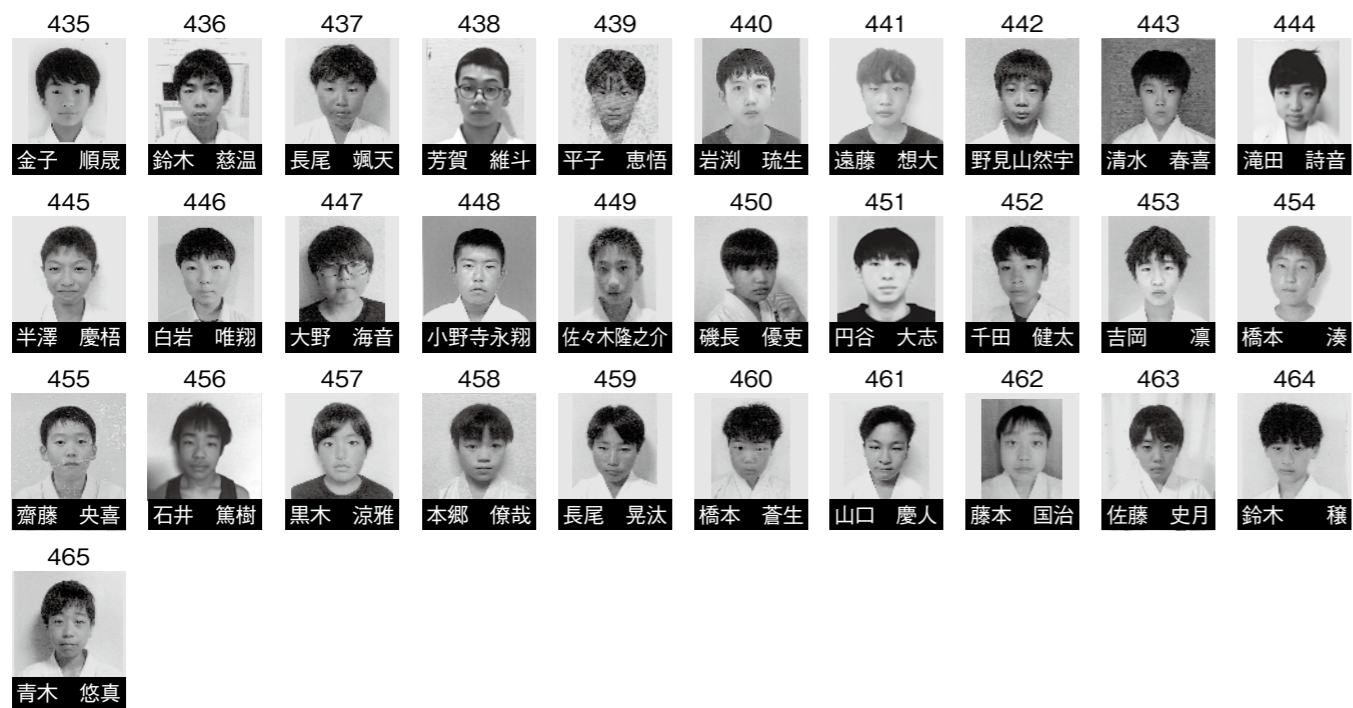 435 436 437 438 439 440 441 442 443 444
金子 順晟 鈴木 慈温 長尾 颯天 芳賀 維斗 平子 恵悟 岩渕 琉生 遠藤 想大 野見山然宇 清水 春喜 滝田 詩音
445 446 447 448 449 450 451 452 453 454
半澤 慶梧 白岩 唯翔 大野 海音 小野寺永翔 佐々木隆之介 磯長 優吏 円谷 大志 千田 健太 吉岡 凛 橋本 湊
455 456 457 458 459 460 461 462 463 464
齋藤 央喜 石井 篤樹 黒木 涼雅 本郷 僚哉 長尾 晃汰 橋本 蒼生 山口 慶人 藤本 国治 佐藤 史月 鈴木 穣
465
青木 悠真